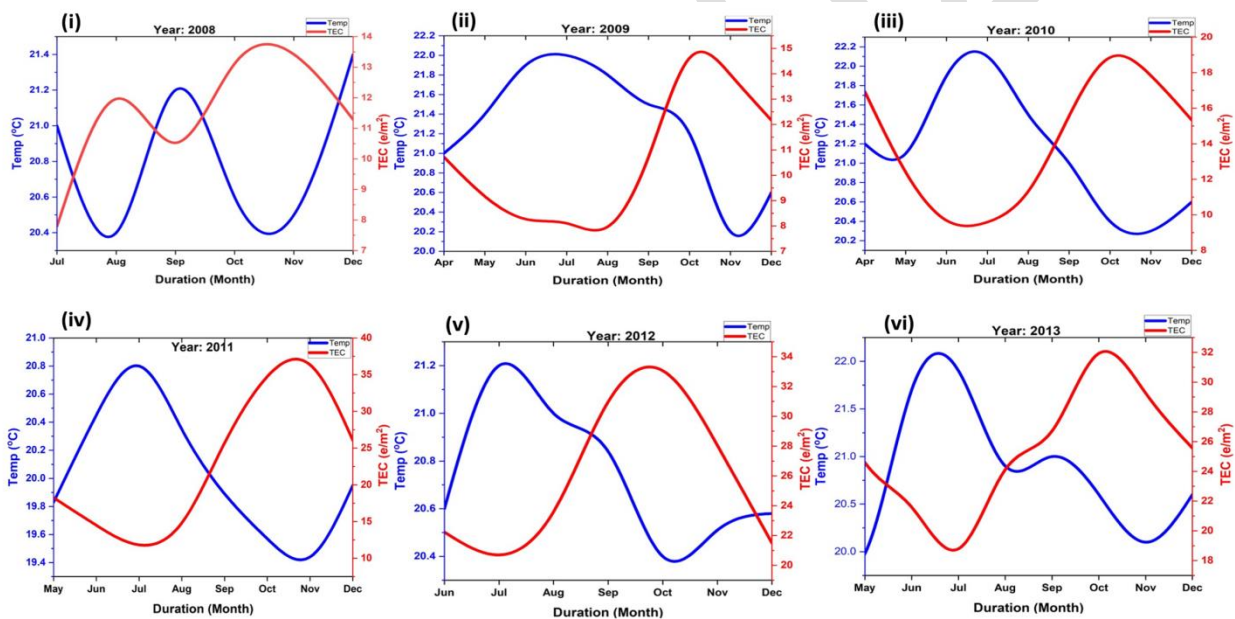 (i)
Year: 2008
Temp
TEC
21.4
21.2
21.0
20.8
20.6
20.4
Temp (°C)
14
13
12
11
10
9
8
7
TEC (e/m²)
Jul Aug Sep Oct Nov Dec
Duration (Month)
(ii)
Year: 2009
Temp
TEC
22.2
22.0
21.8
21.6
21.4
21.2
21.0
20.8
20.6
20.4
20.2
20.0
Temp (°C)
15
14
13
12
11
10
9
8
7
TEC (e/m²)
Apr May Jun Jul Aug Sep Oct Nov Dec
Duration (Month)
(iii)
Year: 2010
Temp
TEC
22.2
22.0
21.8
21.6
21.4
21.2
21.0
20.8
20.6
20.4
20.2
Temp (°C)
20
18
16
14
12
10
8
TEC (e/m²)
Apr May Jun Jul Aug Sep Oct Nov Dec
Duration (Month)
(iv)
Year: 2011
Temp
TEC
21.0
20.8
20.6
20.4
20.2
20.0
19.8
19.6
19.4
Temp (°C)
40
35
30
25
20
15
10
TEC (e/m²)
May Jun Jul Aug Sep Oct Nov Dec
Duration (Month)
(v)
Year: 2012
Temp
TEC
21.2
21.0
20.8
20.6
20.4
Temp (°C)
34
32
30
28
26
24
22
20
TEC (e/m²)
Jun Jul Aug Sep Oct Nov Dec
Duration (Month)
(vi)
Year: 2013
Temp
TEC
22.0
21.5
21.0
20.5
20.0
Temp (°C)
32
30
28
26
24
22
20
18
TEC (e/m²)
May Jun Jul Aug Sep Oct Nov Dec
Duration (Month)